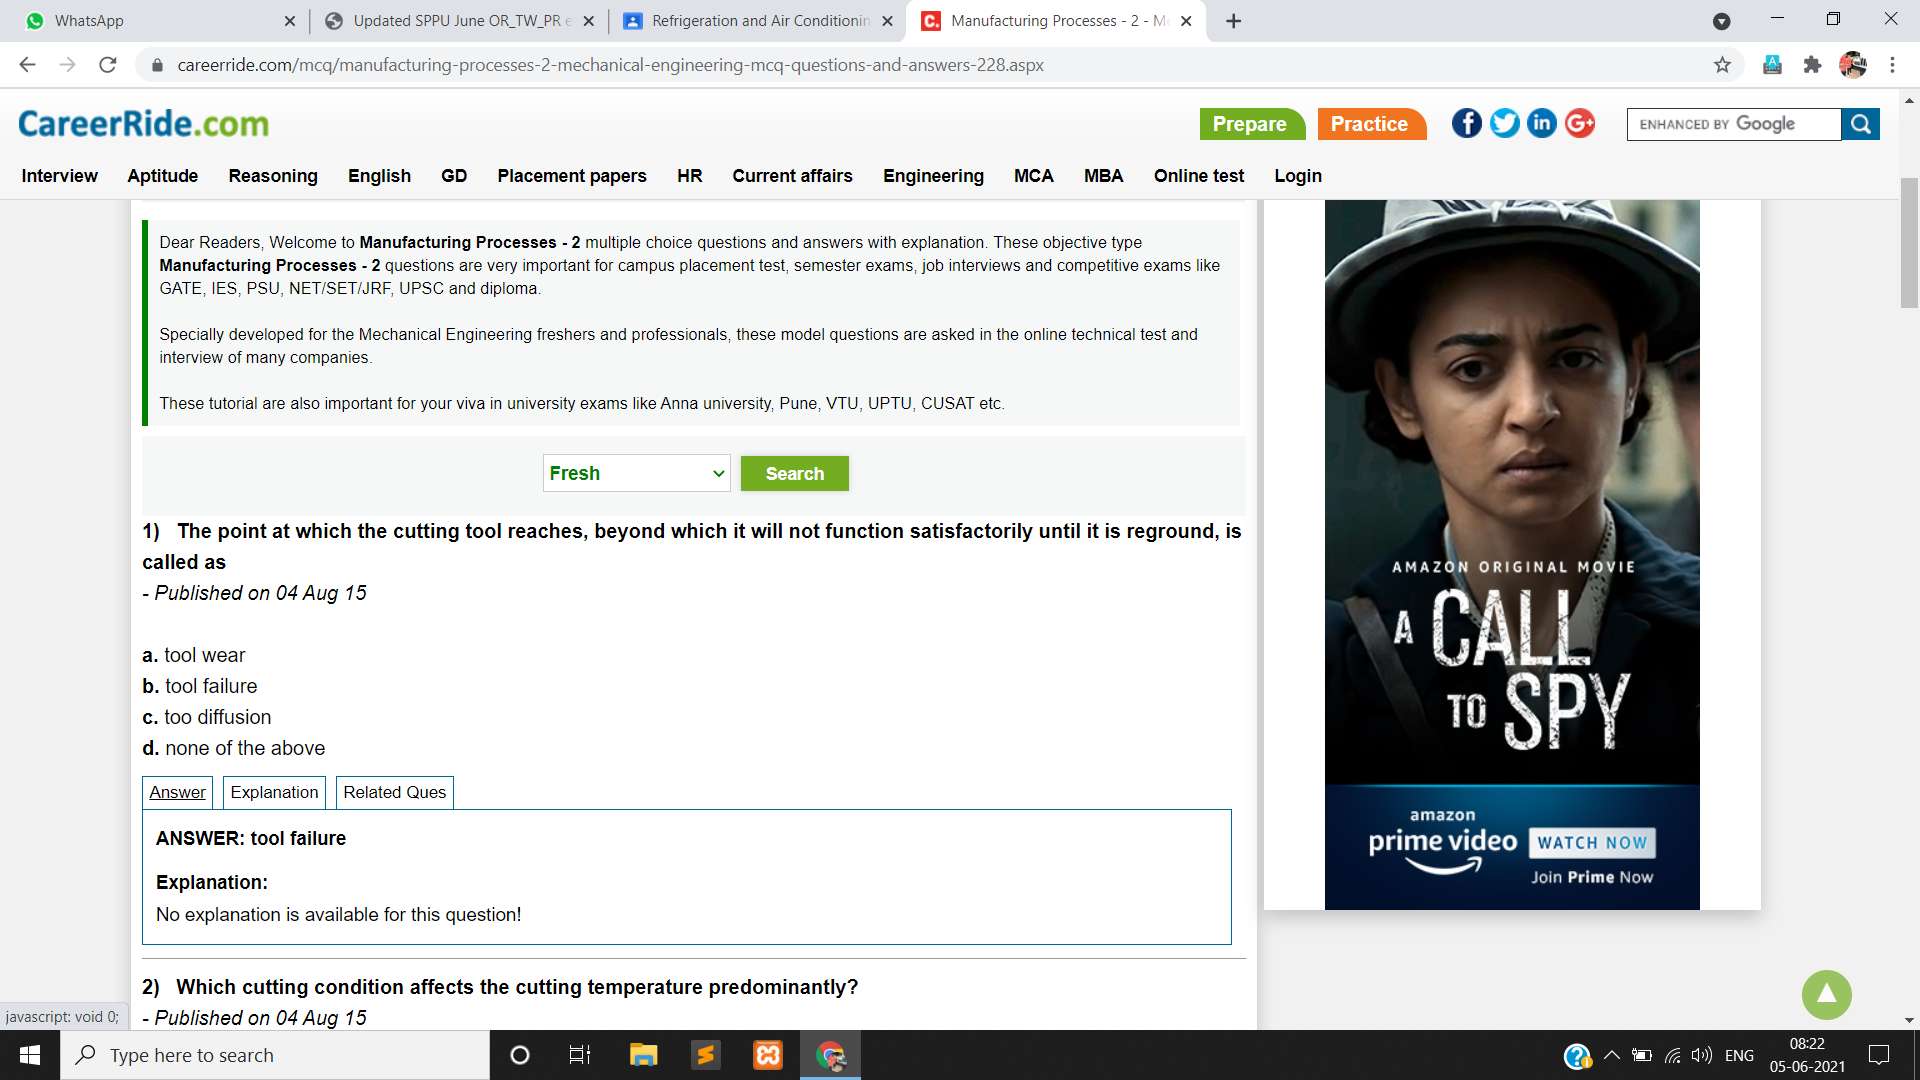 WhatsApp
Updated SPPU June OR_TW_PR e
Refrigeration and Air Conditionin
Manufacturing Processes - 2 - M
careerride.com/mcq/manufacturing-processes-2-mechanical-engineering-mcq-questions-and-answers-228.aspx
CareerRide.com
Prepare
Practice
ENHANCED BY Google
Interview Aptitude Reasoning English GD Placement papers HR Current affairs Engineering MCA MBA Online test Login
Dear Readers, Welcome to Manufacturing Processes - 2 multiple choice questions and answers with explanation. These objective type
Manufacturing Processes - 2 questions are very important for campus placement test, semester exams, job interviews and competitive exams like
GATE, IES, PSU, NET/SET/JRF, UPSC and diploma.
Specially developed for the Mechanical Engineering freshers and professionals, these model questions are asked in the online technical test and
interview of many companies.
These tutorial are also important for your viva in university exams like Anna university, Pune, VTU, UPTU, CUSAT etc.
Fresh
Search
1) The point at which the cutting tool reaches, beyond which it will not function satisfactorily until it is reground, is
called as
- Published on 04 Aug 15
a. tool wear
b. tool failure
c. too diffusion
d. none of the above
Answer Explanation Related Ques
ANSWER: tool failure
Explanation:
No explanation is available for this question!
2) Which cutting condition affects the cutting temperature predominantly?
- Published on 04 Aug 15
AMAZON ORIGINAL MOVIE
A CALL
TO SPY
amazon
prime video
WATCH NOW
Join Prime Now
javascript: void 0;
Type here to search
ENG
08:22
05-06-2021